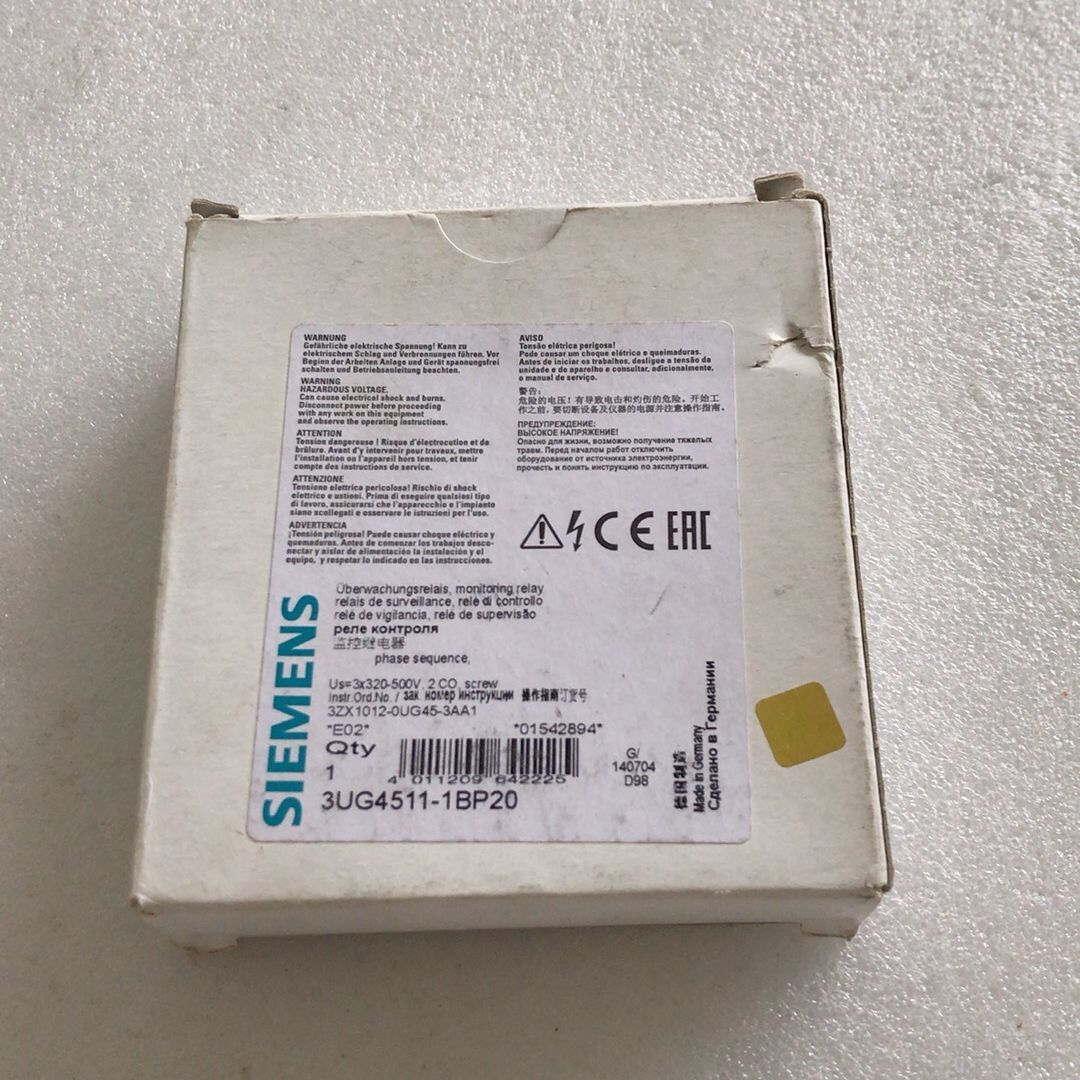 WARNUNG
Gefährliche elektrische Spannung! Kann zu
elektrischem Schlag und Verbrennungen führen. Vor
Beginn der Arbeiten Anlage und Gerät spannungsfrei
schalten und Betriebsanleitung beachten.
WARNING
HAZARDOUS VOLTAGE.
Can cause electrical shock and burns.
Disconnect power before proceeding
with any work on this equipment
and observe the operating instructions.
ATTENTION
Tension dangereuse ! Risque d'électrocution et de
brûlure. Avant d'y intervenir pour travaux, mettre
l'installation ou l'appareil hors tension, et tenir
compte des instructions de service.
ATTENZIONE
Tensione elettrica pericolosa! Rischio di shock
elettrico e ustioni. Prima di eseguire qualsiasi tipo
di lavoro, assicurarsi che l'apparecchio e l'impianto
siano scollegati e osservare le istruzioni per l'uso.
ADVERTENCIA
¡Tensión peligrosa! Puede causar choque eléctrico y
quemaduras. Antes de comenzar los trabajos desco-
nectar y aislar de alimentación la instalación y el
equipo, y respetar lo indicado en las instrucciones.
AVISO
Tensão elétrica perigosa!
Pode causar um choque elétrico e queimaduras.
Antes de iniciar os trabalhos, desligue a tensão da
unidade e do aparelho e consultar, adicionalmente,
o manual de serviço.
警告:
危险的电压!有导致电击和灼伤的危险。开始工
作之前,要切断设备及仪器的电源并注意操作指南。
ПРЕДУПРЕЖДЕНИЕ:
ВЫСОКОЕ НАПРЯЖЕНИЕ!
Опасно для жизни, возможно получение тяжелых
травм. Перед началом работ отключить
оборудование от источника электроэнергии,
прочесть и понять инструкцию по эксплуатации.
CE EAC
SIEMENS
Überwachungsrelais, monitoring relay
relais de surveillance, relè di controllo
relé de vigilancia, relé de supervisão
реле контроля
监控继电器
phase sequence,
Us=3x320-500V, 2 CO, screw
Instr.Ord.No. / зак номер инструкции 操作指南订货号
3ZX1012-0UG45-3AA1
*E02* *01542894*
Qty
1
4 011209 642225
G/
140704
D98
3UG4511-1BP20
德国制造
Made in Germany
Сделано в Германии